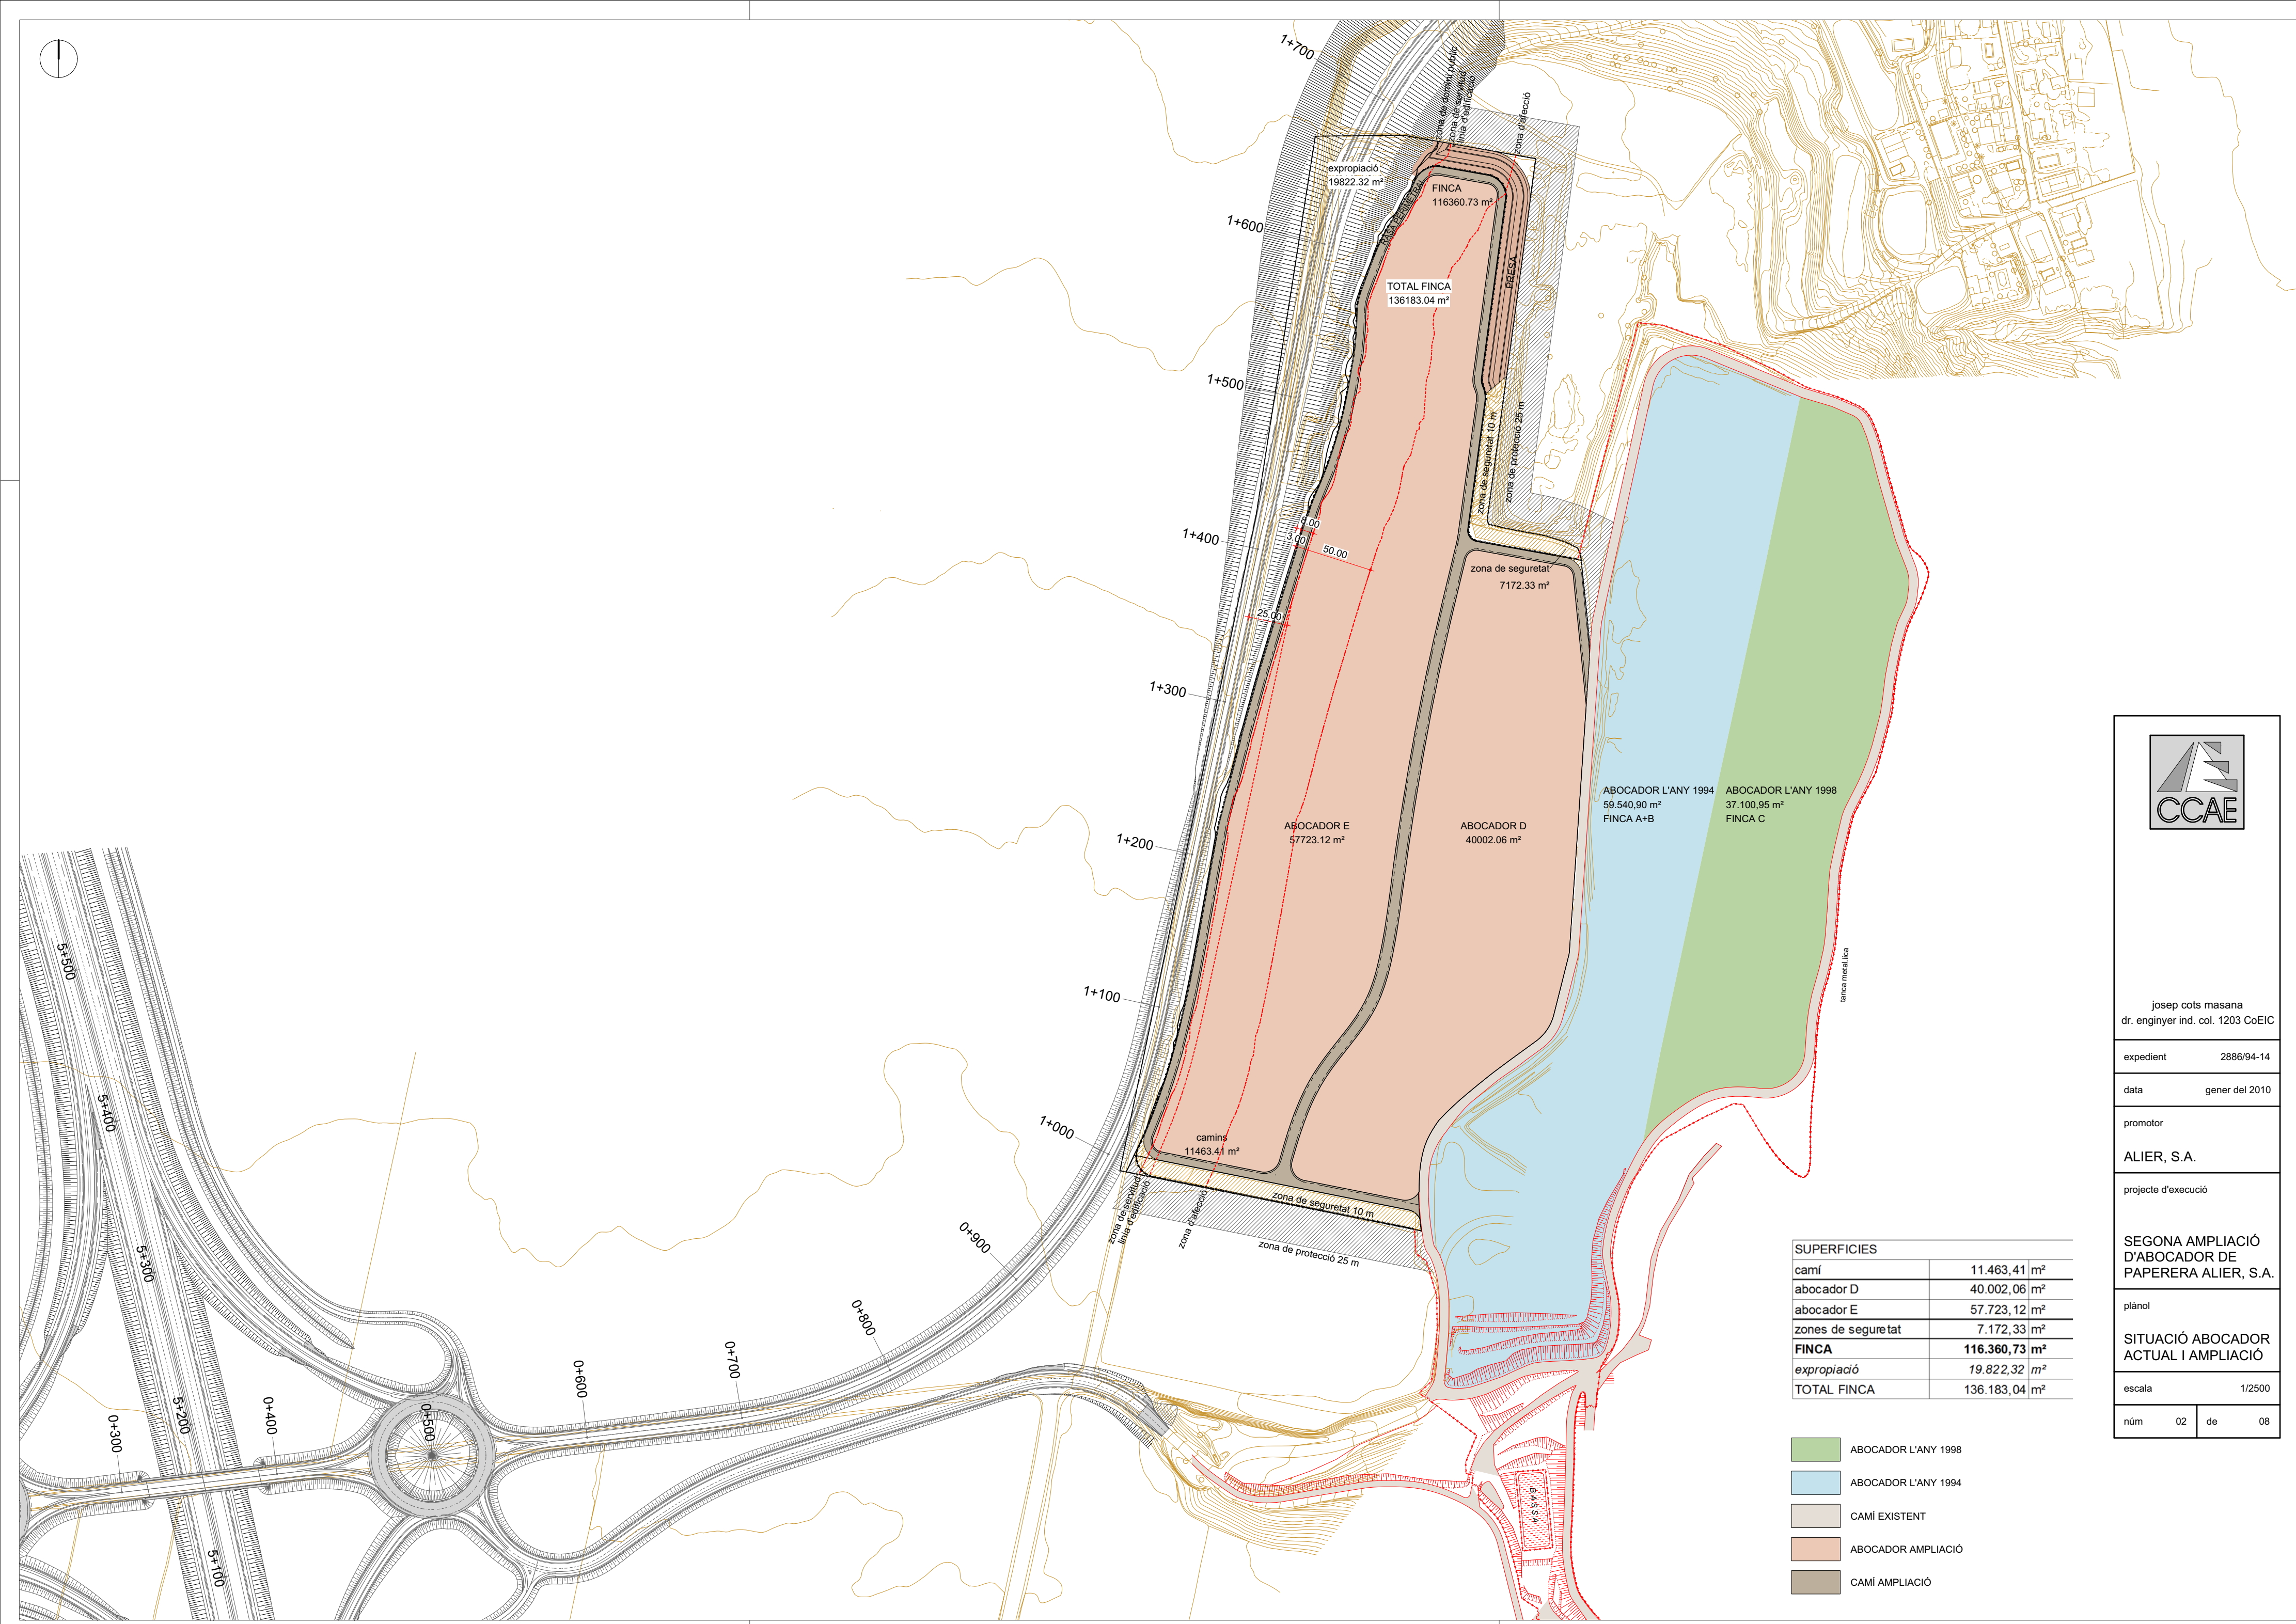 1+700
zona de domini públic
zona de servitud
línia d'edificació
zona d'afecció
expropiació
19822.32 m²
FINCA
116360.73 m²
RASA PERIMETRAL
1+600
PRESA
TOTAL FINCA
136183.04 m²
1+500
zona de seguretat 10 m
zona de protecció 25 m
1+400
8.00
3.00
50.00
zona de seguretat
7172.33 m²
25.00
1+300
ABOCADOR L'ANY 1994
59.540,90 m²
FINCA A+B
ABOCADOR L'ANY 1998
37.100,95 m²
FINCA C
1+200
ABOCADOR E
57723.12 m²
ABOCADOR D
40002.06 m²
tanca metal.lica
1+100
1+000
camins
11463.41 m²
zona de servitud
línia d'edificació
zona d'afecció
zona de seguretat 10 m
zona de protecció 25 m
0+900
0+800
0+700
0+600
0+500
0+400
0+300
5+500
5+400
5+300
5+200
5+100
BASSA
CCAE
josep cots masana
dr. enginyer ind. col. 1203 CoEIC
expedient 2886/94-14
data gener del 2010
promotor
ALIER, S.A.
projecte d'execució
SEGONA AMPLIACIÓ
D'ABOCADOR DE
PAPERERA ALIER, S.A.
plànol
SITUACIÓ ABOCADOR
ACTUAL I AMPLIACIÓ
escala 1/2500
núm 02 de 08
SUPERFICIES
camí 11.463,41 m²
abocador D 40.002,06 m²
abocador E 57.723,12 m²
zones de seguretat 7.172,33 m²
FINCA 116.360,73 m²
expropiació 19.822,32 m²
TOTAL FINCA 136.183,04 m²
ABOCADOR L'ANY 1998
ABOCADOR L'ANY 1994
CAMÍ EXISTENT
ABOCADOR AMPLIACIÓ
CAMÍ AMPLIACIÓ